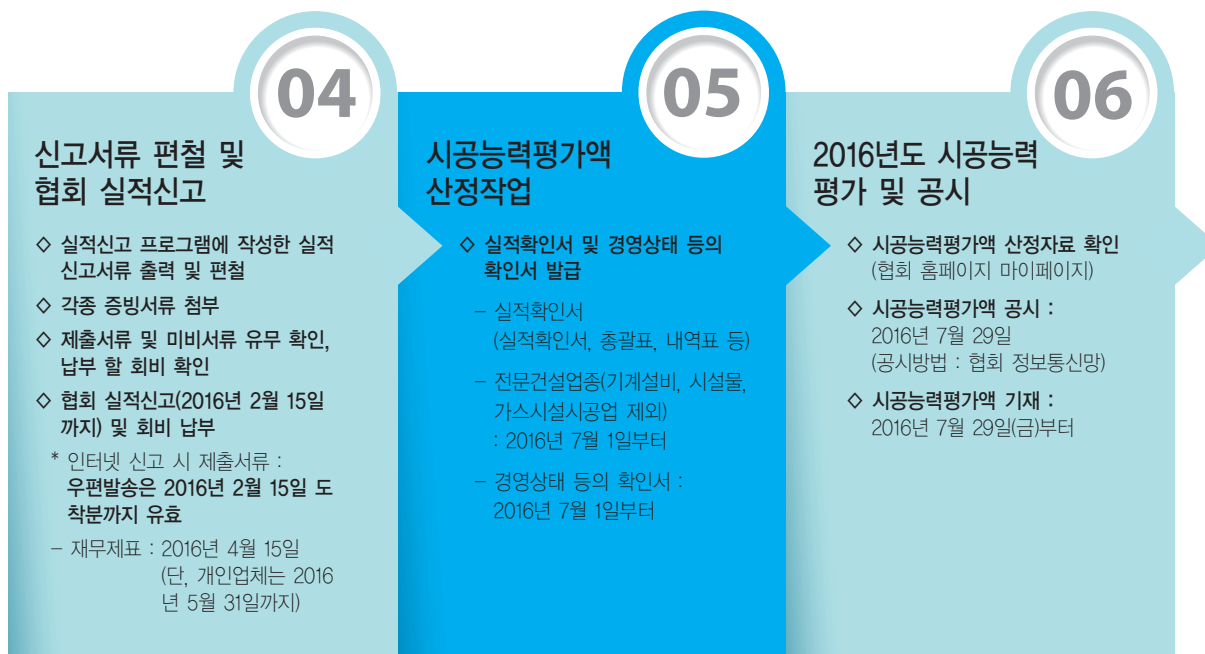 04
신고서류 편철 및
협회 실적신고
◇ 실적신고 프로그램에 작성한 실적
신고서류 출력 및 편철
◇ 각종 증빙서류 첨부
◇ 제출서류 및 미비서류 유무 확인,
납부 할 회비 확인
◇ 협회 실적신고(2016년 2월 15일
까지) 및 회비 납부
* 인터넷 신고 시 제출서류 :
우편발송은 2016년 2월 15일 도
착분까지 유효
- 재무제표 : 2016년 4월 15일
(단, 개인업체는 2016
년 5월 31일까지)
05
시공능력평가액
산정작업
◇ 실적확인서 및 경영상태 등의
확인서 발급
- 실적확인서
(실적확인서, 총괄표, 내역표 등)
- 전문건설업종(기계설비, 시설물,
가스시설시공업 제외)
: 2016년 7월 1일부터
- 경영상태 등의 확인서 :
2016년 7월 1일부터
06
2016년도 시공능력
평가 및 공시
◇ 시공능력평가액 산정자료 확인
(협회 홈페이지 마이페이지)
◇ 시공능력평가액 공시 :
2016년 7월 29일
(공시방법 : 협회 정보통신망)
◇ 시공능력평가액 기재 :
2016년 7월 29일(금)부터